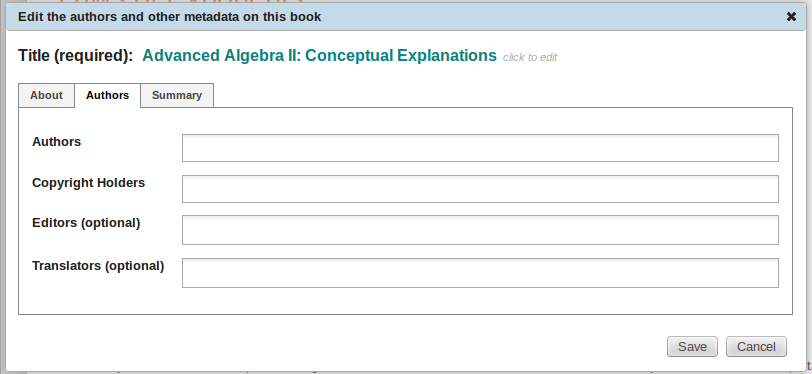 Edit the authors and other metadata on this book
Title (required): Advanced Algebra II: Conceptual Explanations click to edit
About Authors Summary
Authors
Copyright Holders
Editors (optional)
Translators (optional)
Save Cancel